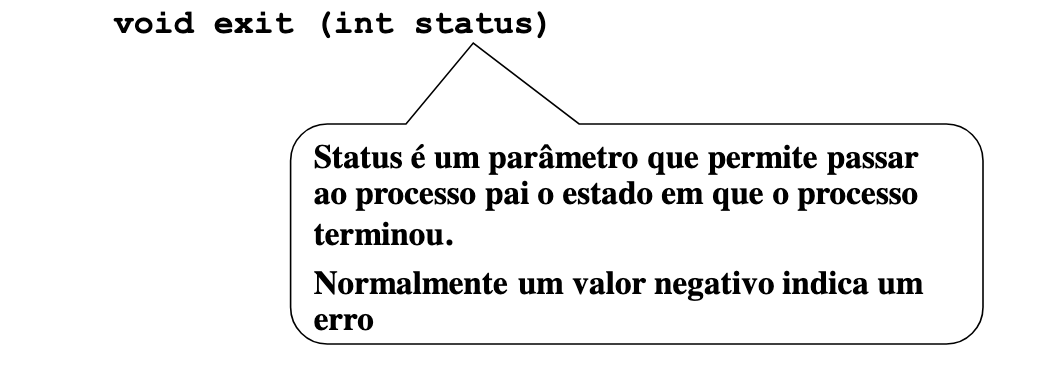 void exit (int status)
Status é um parâmetro que permite passar
ao processo pai o estado em que o processo
terminou.
Normalmente um valor negativo indica um
erro